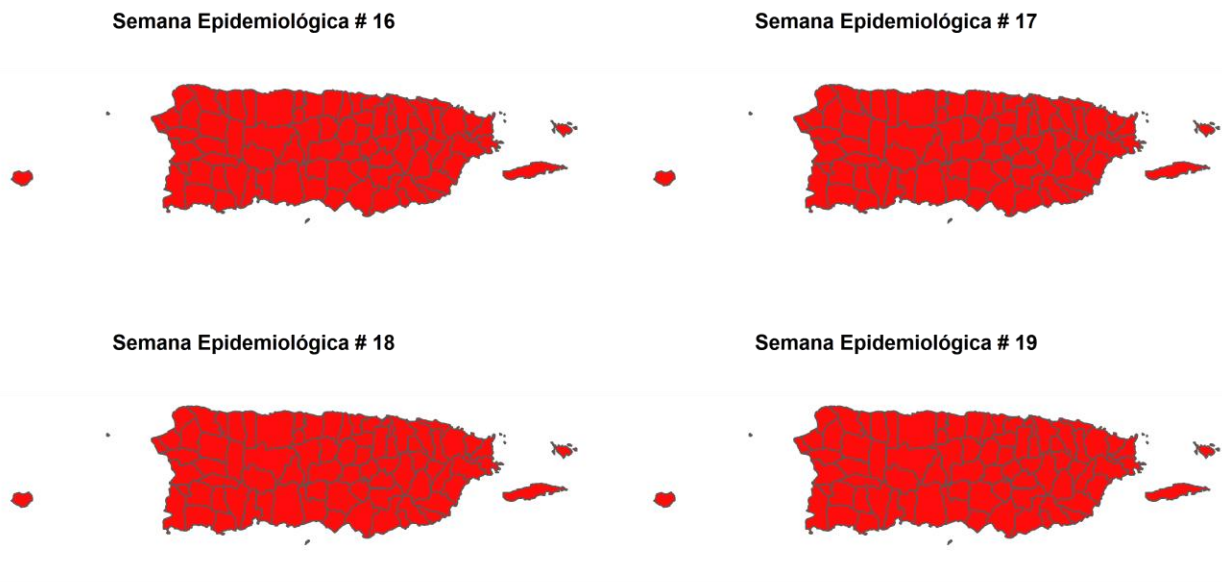 Semana Epidemiológica # 16
Semana Epidemiológica # 17
Semana Epidemiológica # 18
Semana Epidemiológica # 19